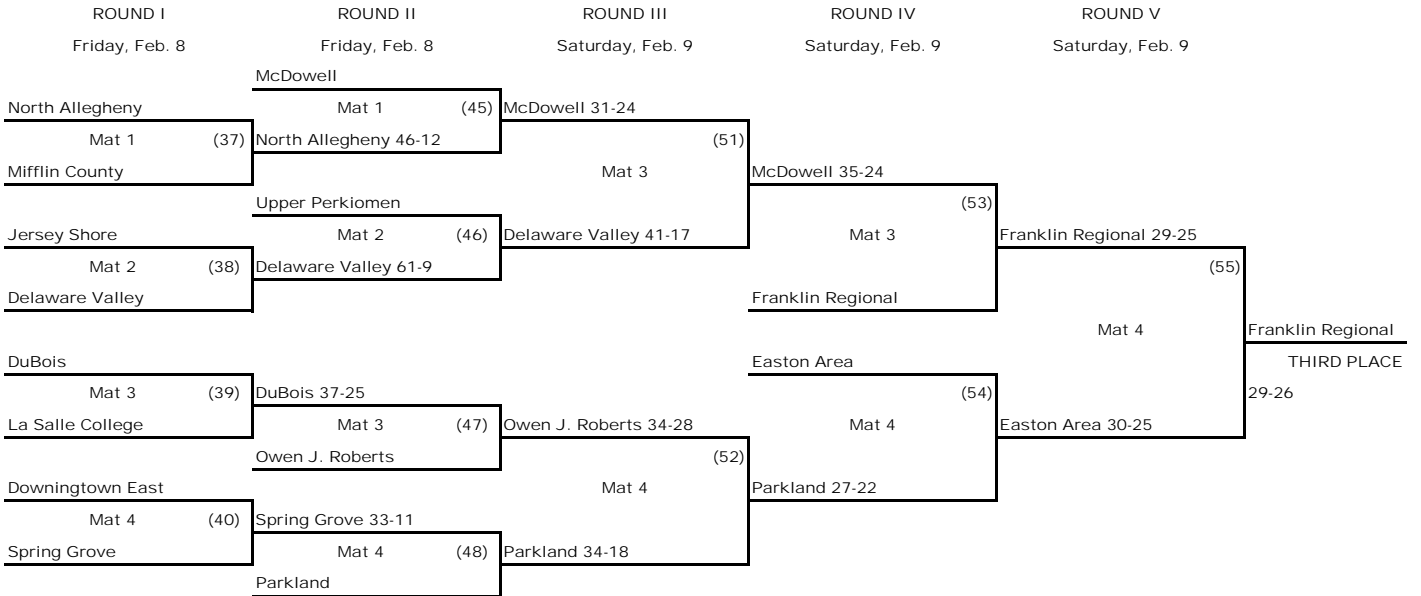 ROUND I ROUND II ROUND III ROUND IV ROUND V
Friday, Feb. 8 Friday, Feb. 8 Saturday, Feb. 9 Saturday, Feb. 9 Saturday, Feb. 9
McDowell
North Allegheny Mat 1 (45) McDowell 31-24
Mat 1 (37) North Allegheny 46-12 (51)
Mifflin County Mat 3 McDowell 35-24
Upper Perkiomen (53)
Jersey Shore Mat 2 (46) Delaware Valley 41-17 Mat 3 Franklin Regional 29-25
Mat 2 (38) Delaware Valley 61-9 (55)
Delaware Valley Franklin Regional
Mat 4 Franklin Regional
DuBois Easton Area THIRD PLACE
Mat 3 (39) DuBois 37-25 (54) 29-26
La Salle College Mat 3 (47) Owen J. Roberts 34-28 Mat 4 Easton Area 30-25
Owen J. Roberts (52)
Downingtown East Mat 4 Parkland 27-22
Mat 4 (40) Spring Grove 33-11
Spring Grove Mat 4 (48) Parkland 34-18
Parkland